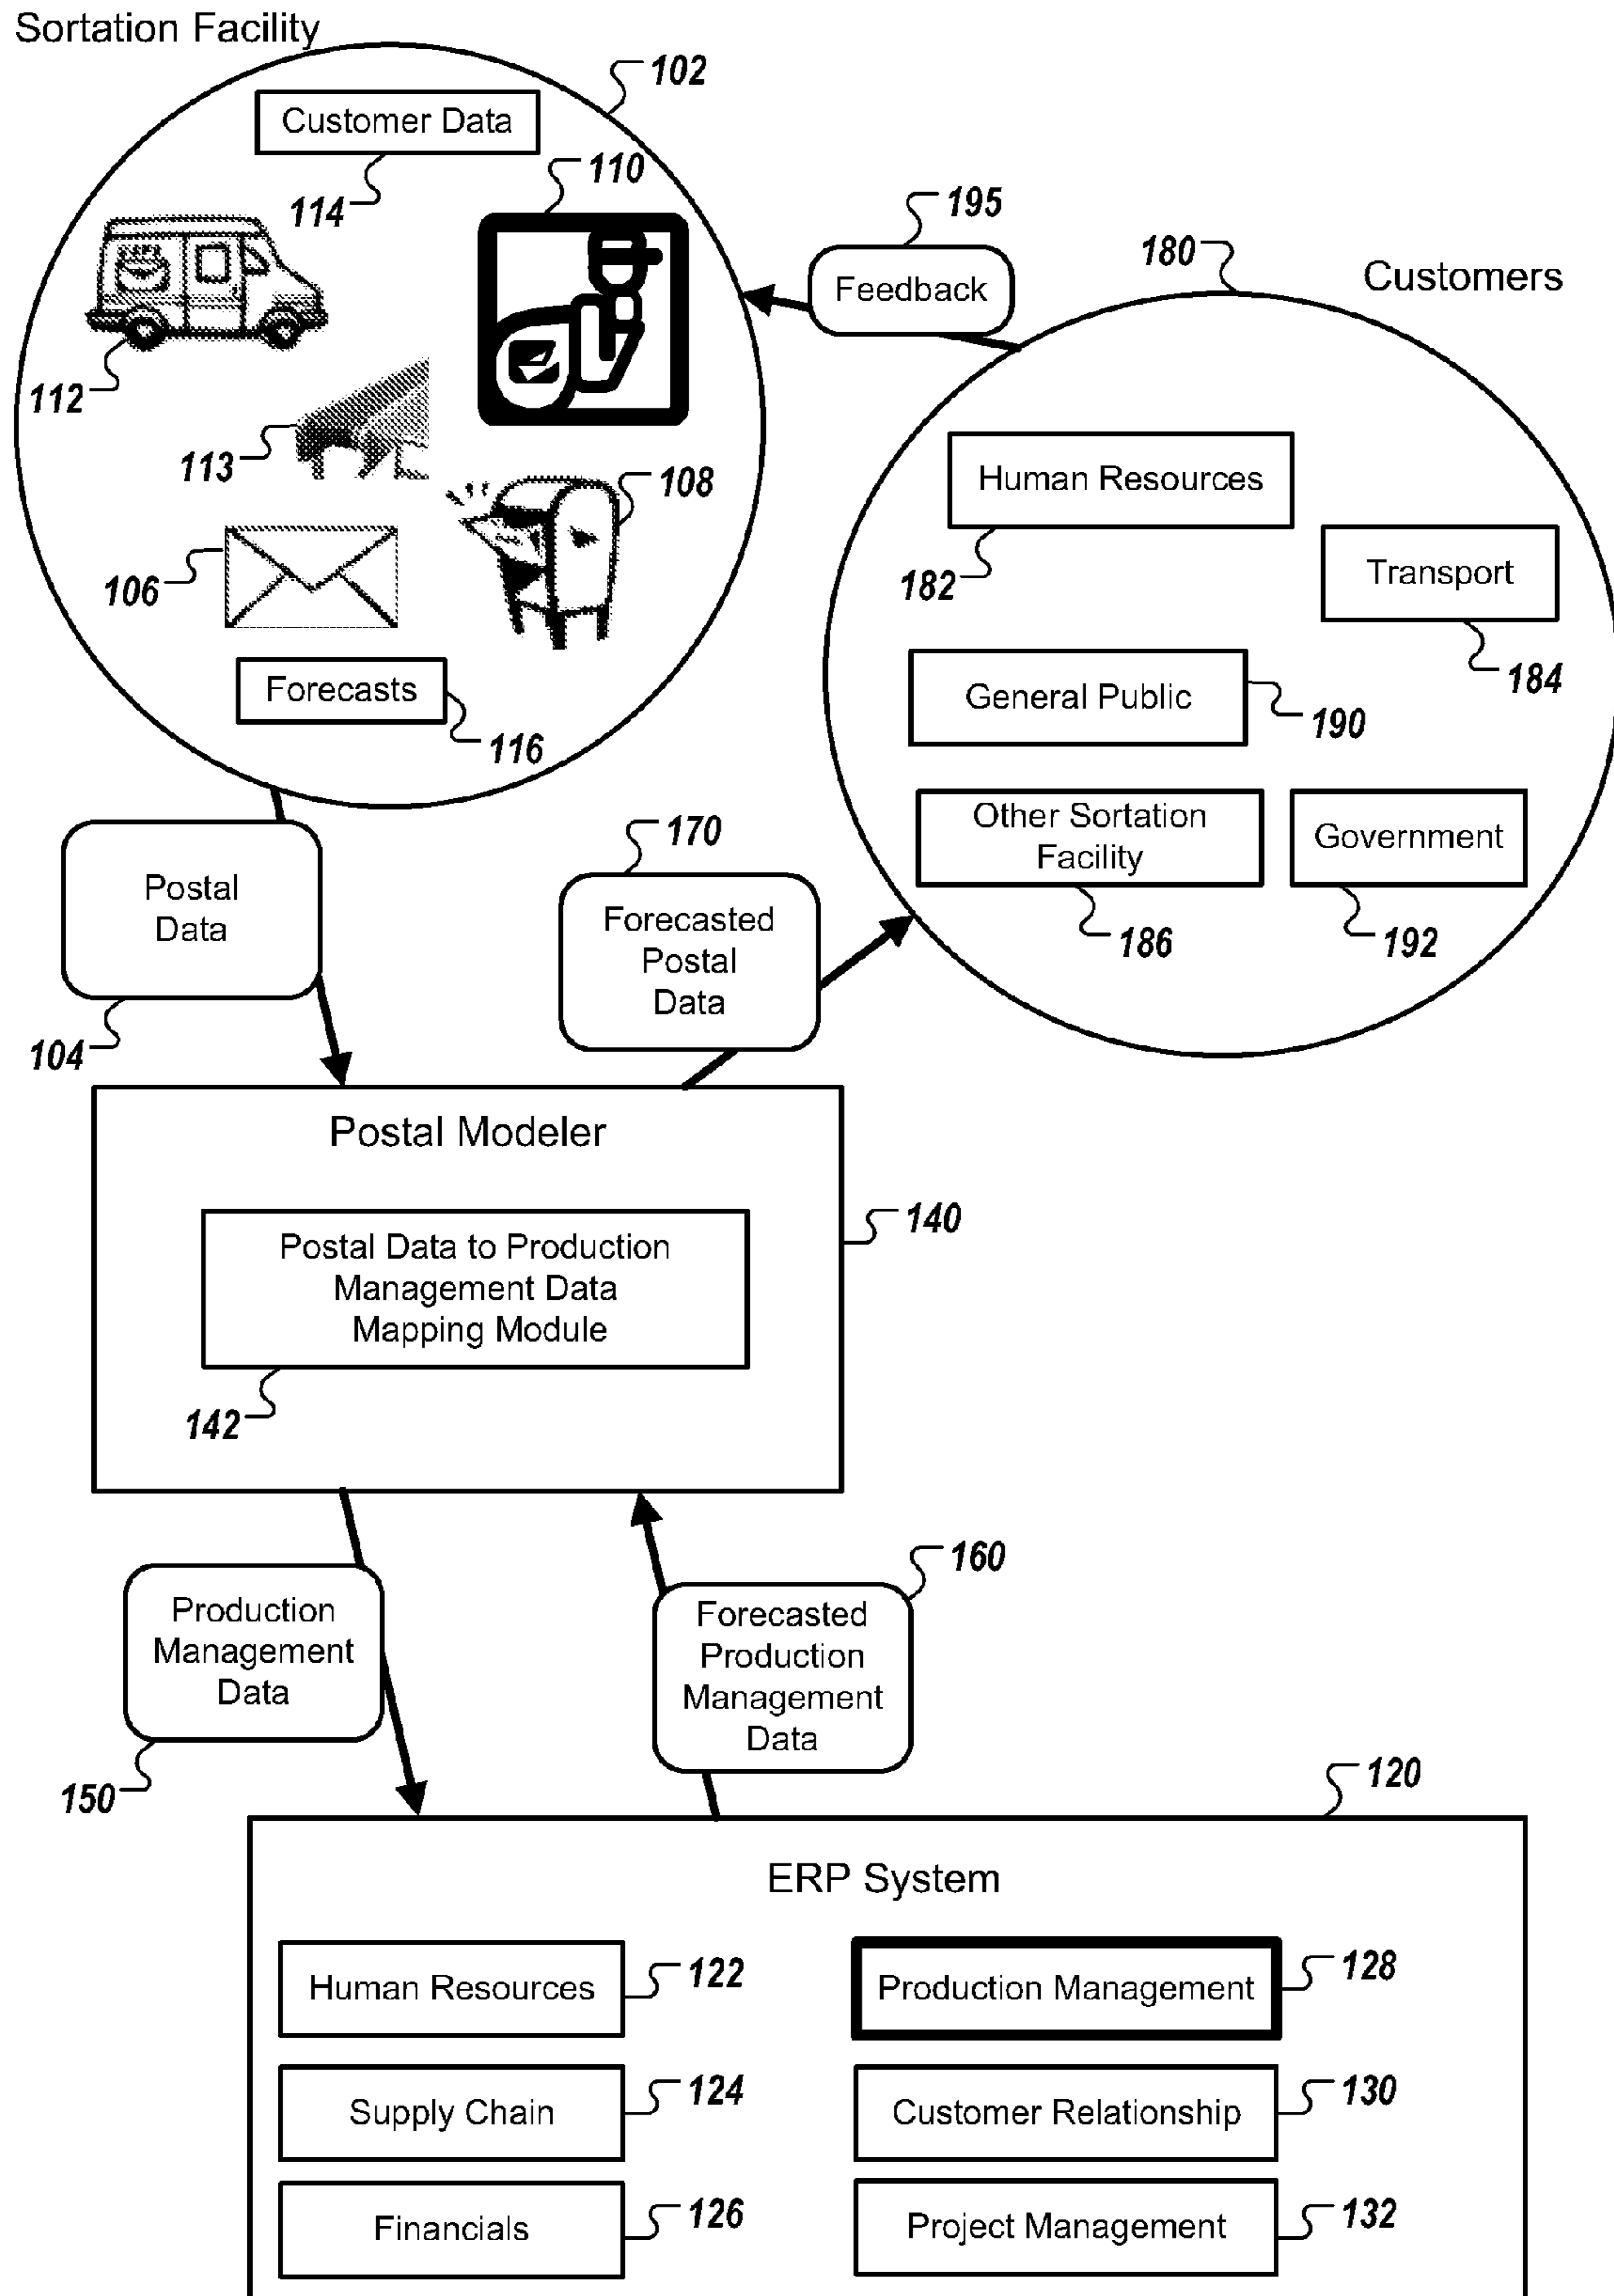 Sortation Facility
102
Customer Data
110
114
195
180
Customers
Feedback
112
113
108
Human Resources
106
182
Transport
184
Forecasts
116
General Public
190
170
Other Sortation
Facility
Government
186
192
Postal
Data
104
Forecasted
Postal
Data
Postal Modeler
140
Postal Data to Production
Management Data
Mapping Module
142
160
Production
Management
Data
150
Forecasted
Production
Management
Data
120
ERP System
Human Resources
122
Production Management
128
Supply Chain
124
Customer Relationship
130
Financials
126
Project Management
132